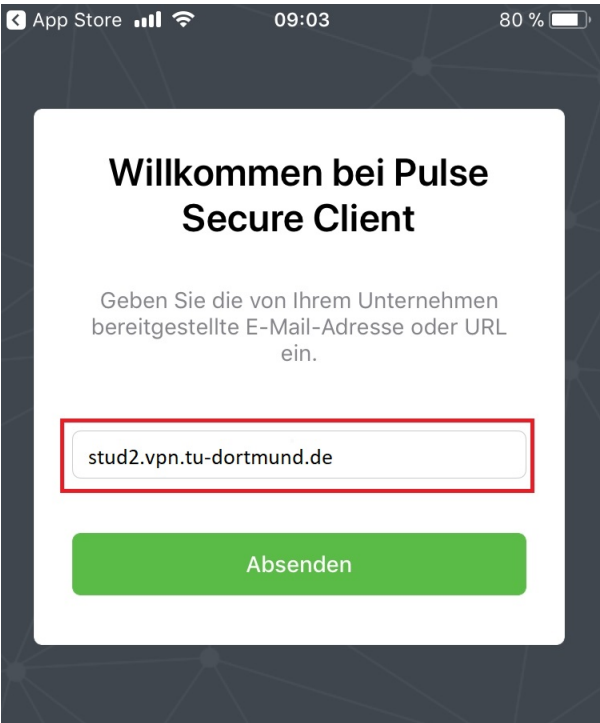 App Store 09:03 80 %
Willkommen bei Pulse
Secure Client
Geben Sie die von Ihrem Unternehmen
bereitgestellte E-Mail-Adresse oder URL
ein.
stud2.vpn.tu-dortmund.de
Absenden